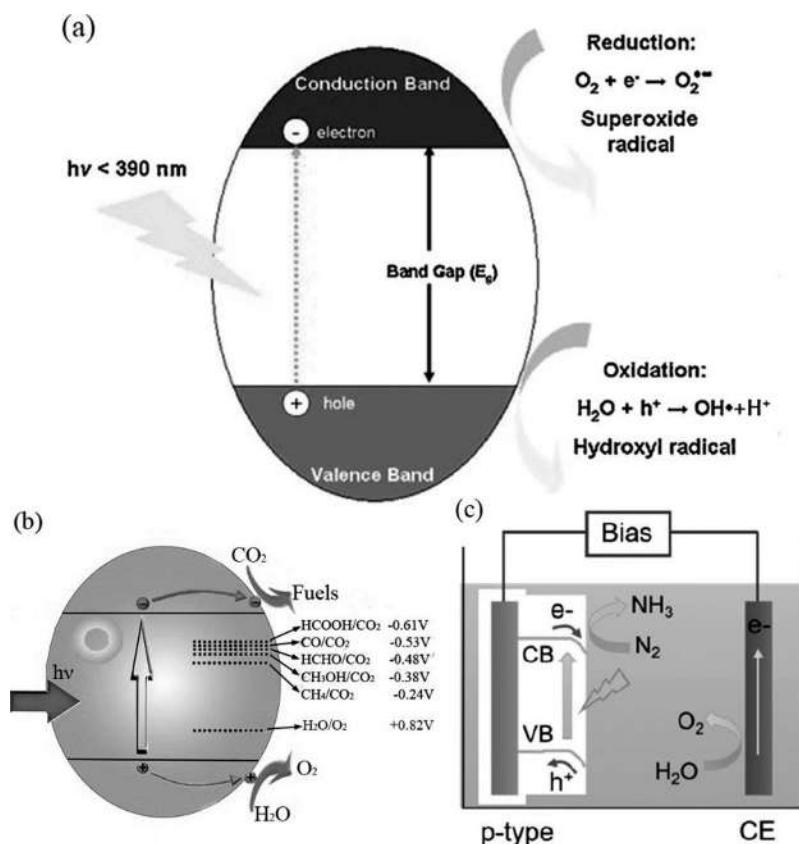 (a)
Conduction Band
- electron
hν < 390 nm
Band Gap (E₆)
+ hole
Valence Band
Reduction:
O₂ + e⁻ → O₂•⁻
Superoxide
radical
Oxidation:
H₂O + h⁺ → OH•+H⁺
Hydroxyl radical
(b)
CO₂
Fuels
hν
HCOOH/CO₂ -0.61V
CO/CO₂ -0.53V
HCHO/CO₂ -0.48V
CH₃OH/CO₂ -0.38V
CH₄/CO₂ -0.24V
H₂O/O₂ +0.82V
O₂
H₂O
(c)
Bias
e-
NH₃
N₂
CB
VB
h⁺
e-
O₂
H₂O
p-type
CE